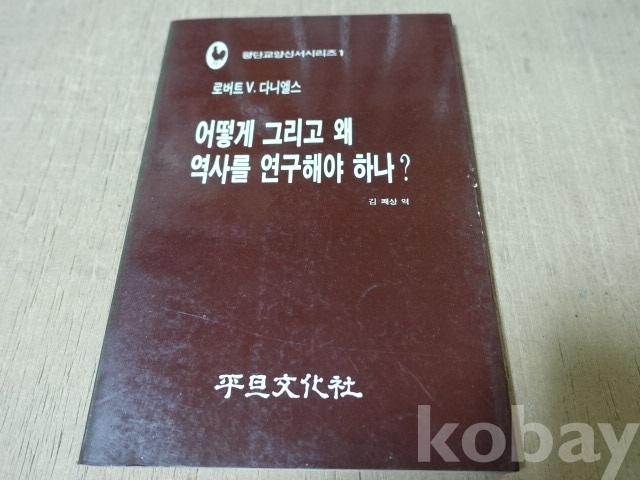 평단교양신서시리즈 1
로버트 V. 다니엘스
어떻게 그리고 왜
역사를 연구해야 하나?
김 쾌상 역
平旦文化社
kobay